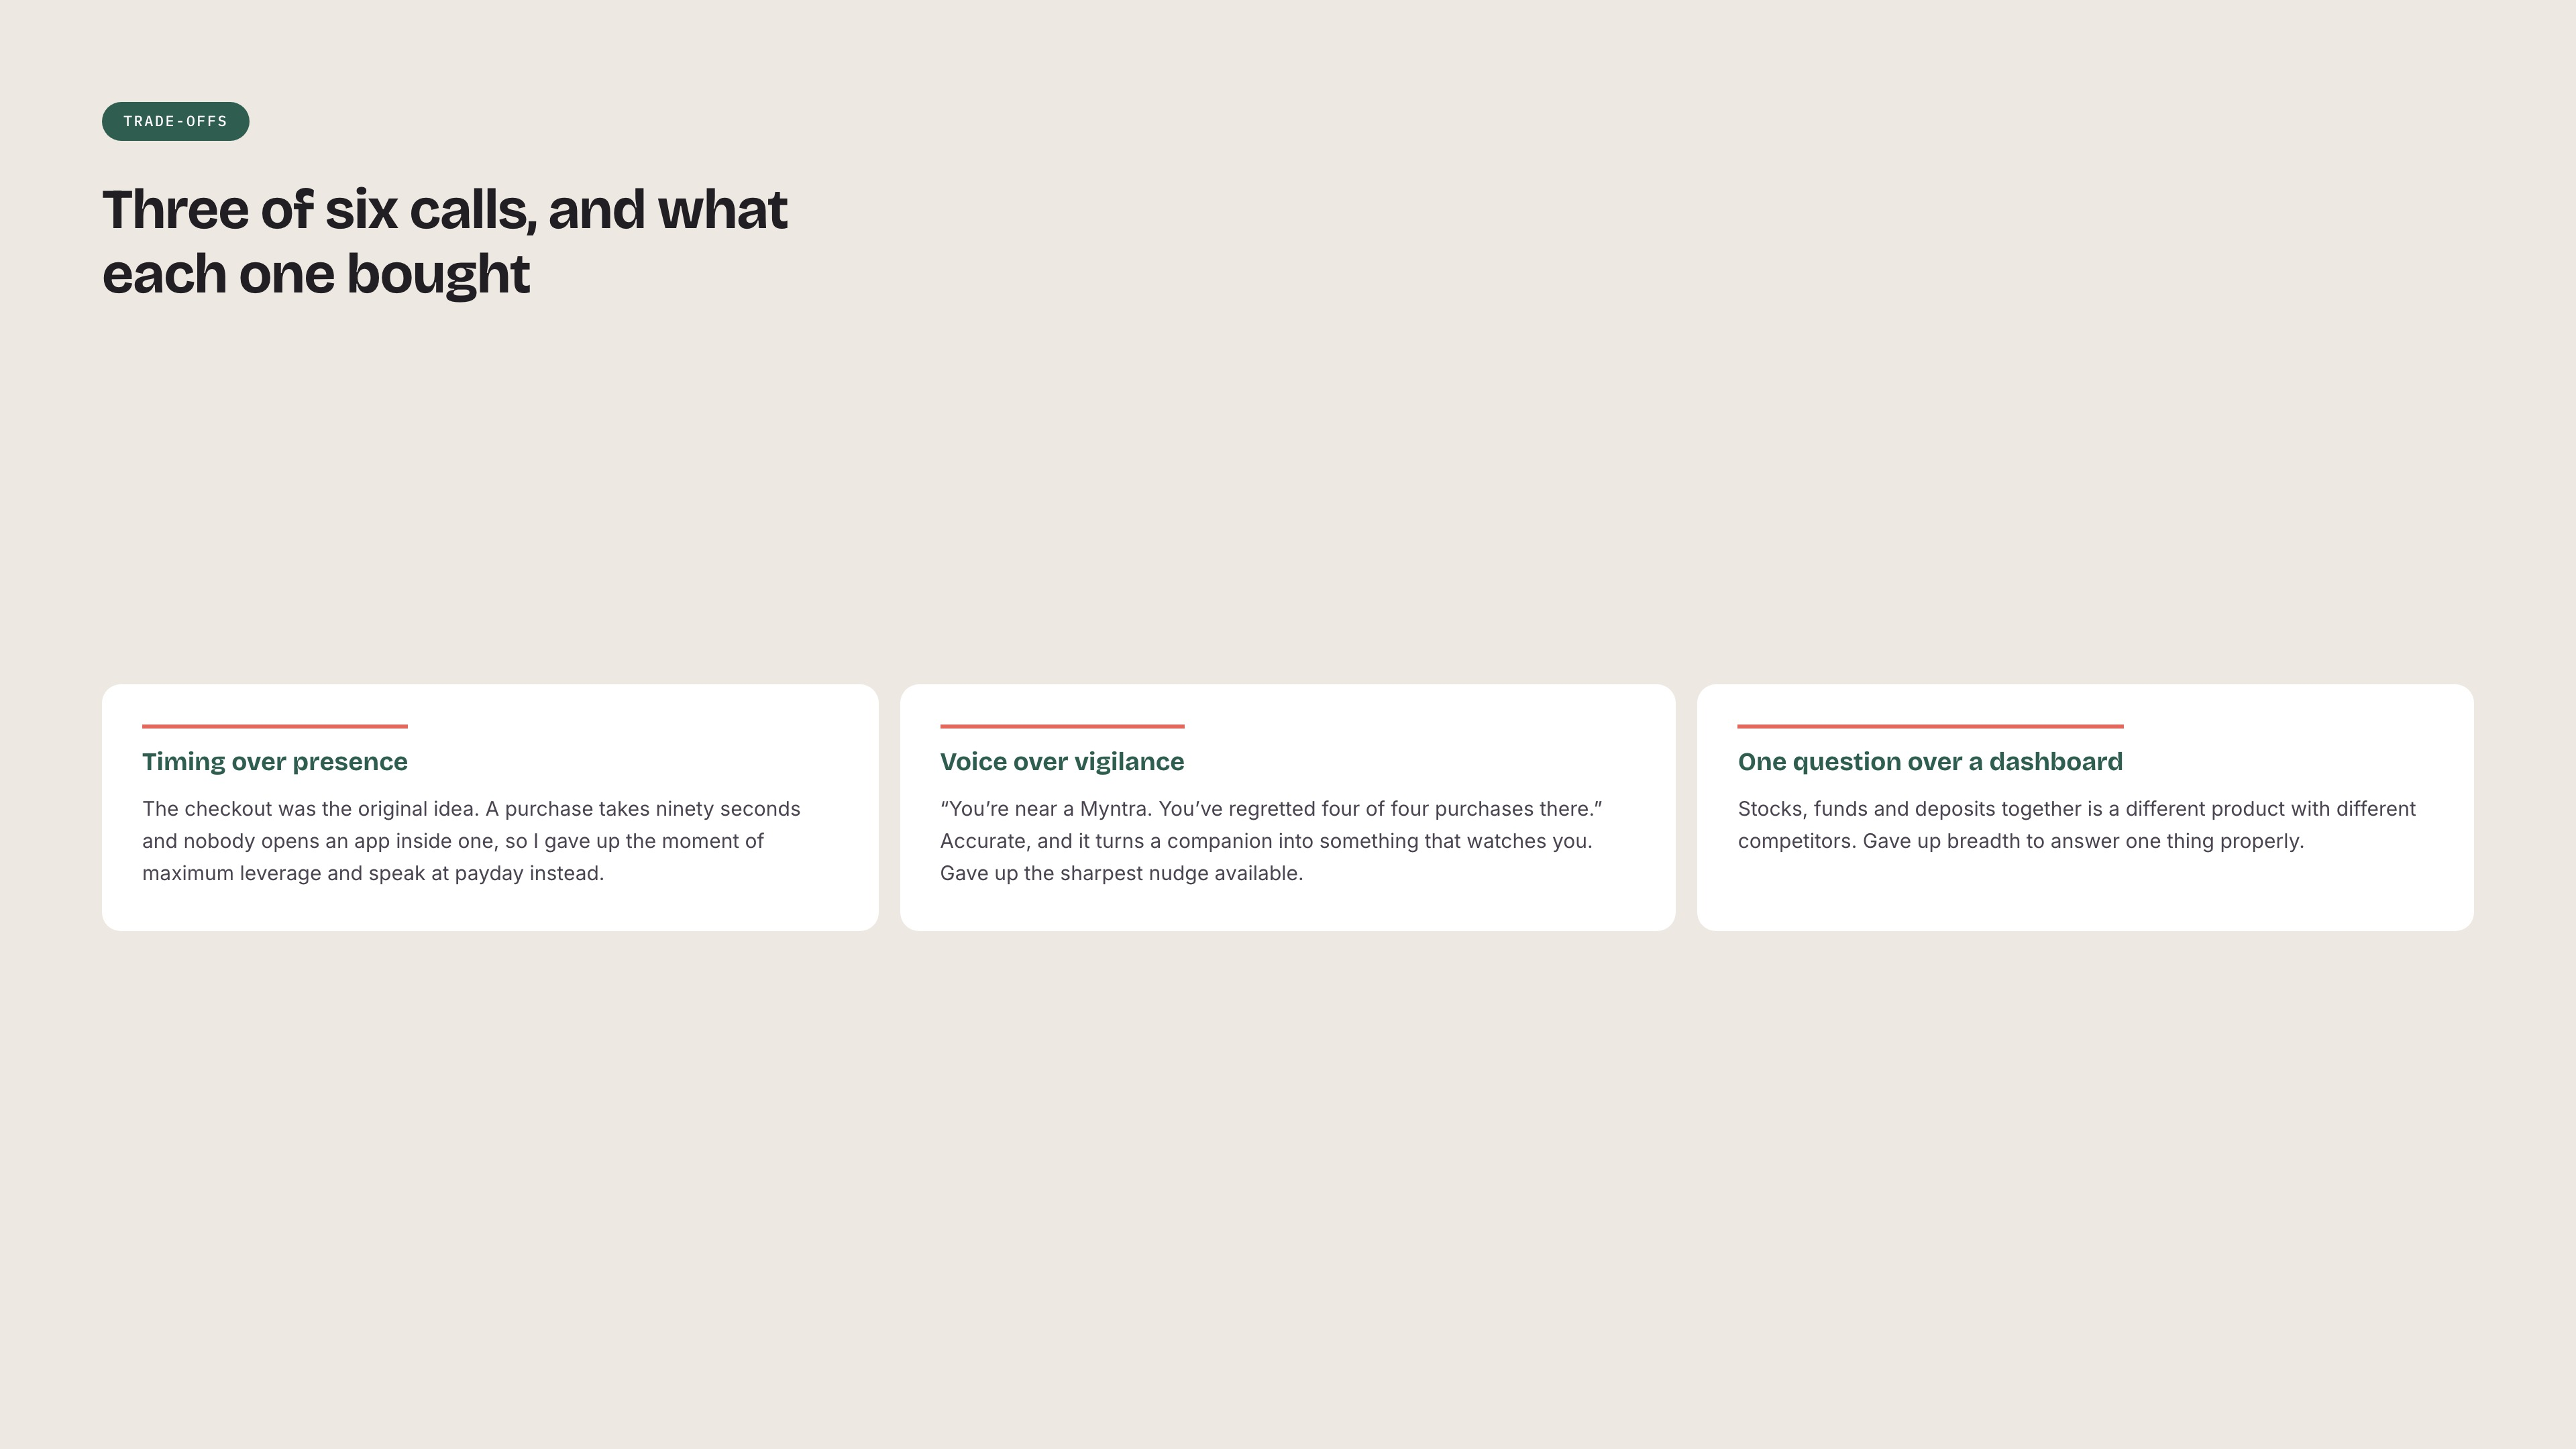 TRADE-OFFS
Three of six calls, and what
each one bought
Timing over presence
The checkout was the original idea. A purchase takes ninety seconds
and nobody opens an app inside one, so I gave up the moment of
maximum leverage and speak at payday instead.
Voice over vigilance
“You’re near a Myntra. You’ve regretted four of four purchases there.”
Accurate, and it turns a companion into something that watches you.
Gave up the sharpest nudge available.
One question over a dashboard
Stocks, funds and deposits together is a different product with different
competitors. Gave up breadth to answer one thing properly.